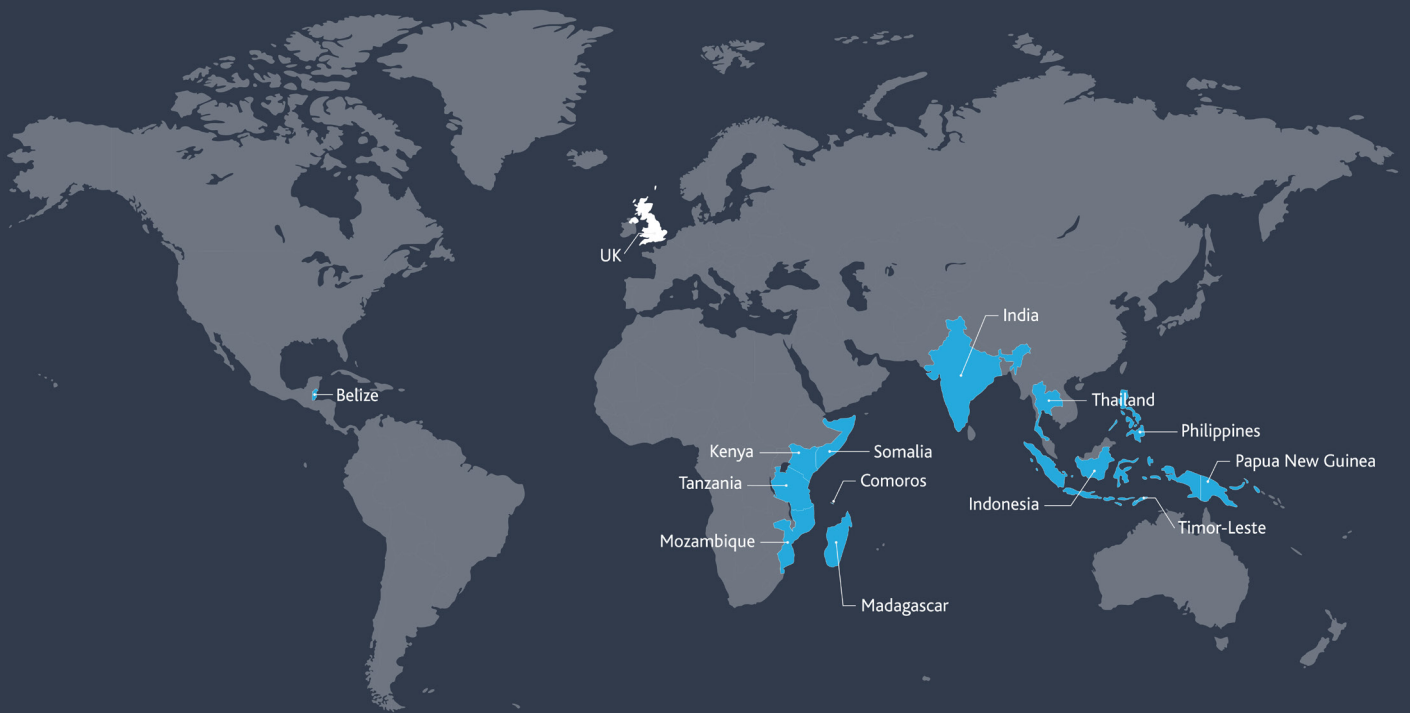 UK
India
Belize
Thailand
Philippines
Kenya
Somalia
Papua New Guinea
Tanzania
Comoros
Indonesia
Timor-Leste
Mozambique
Madagascar